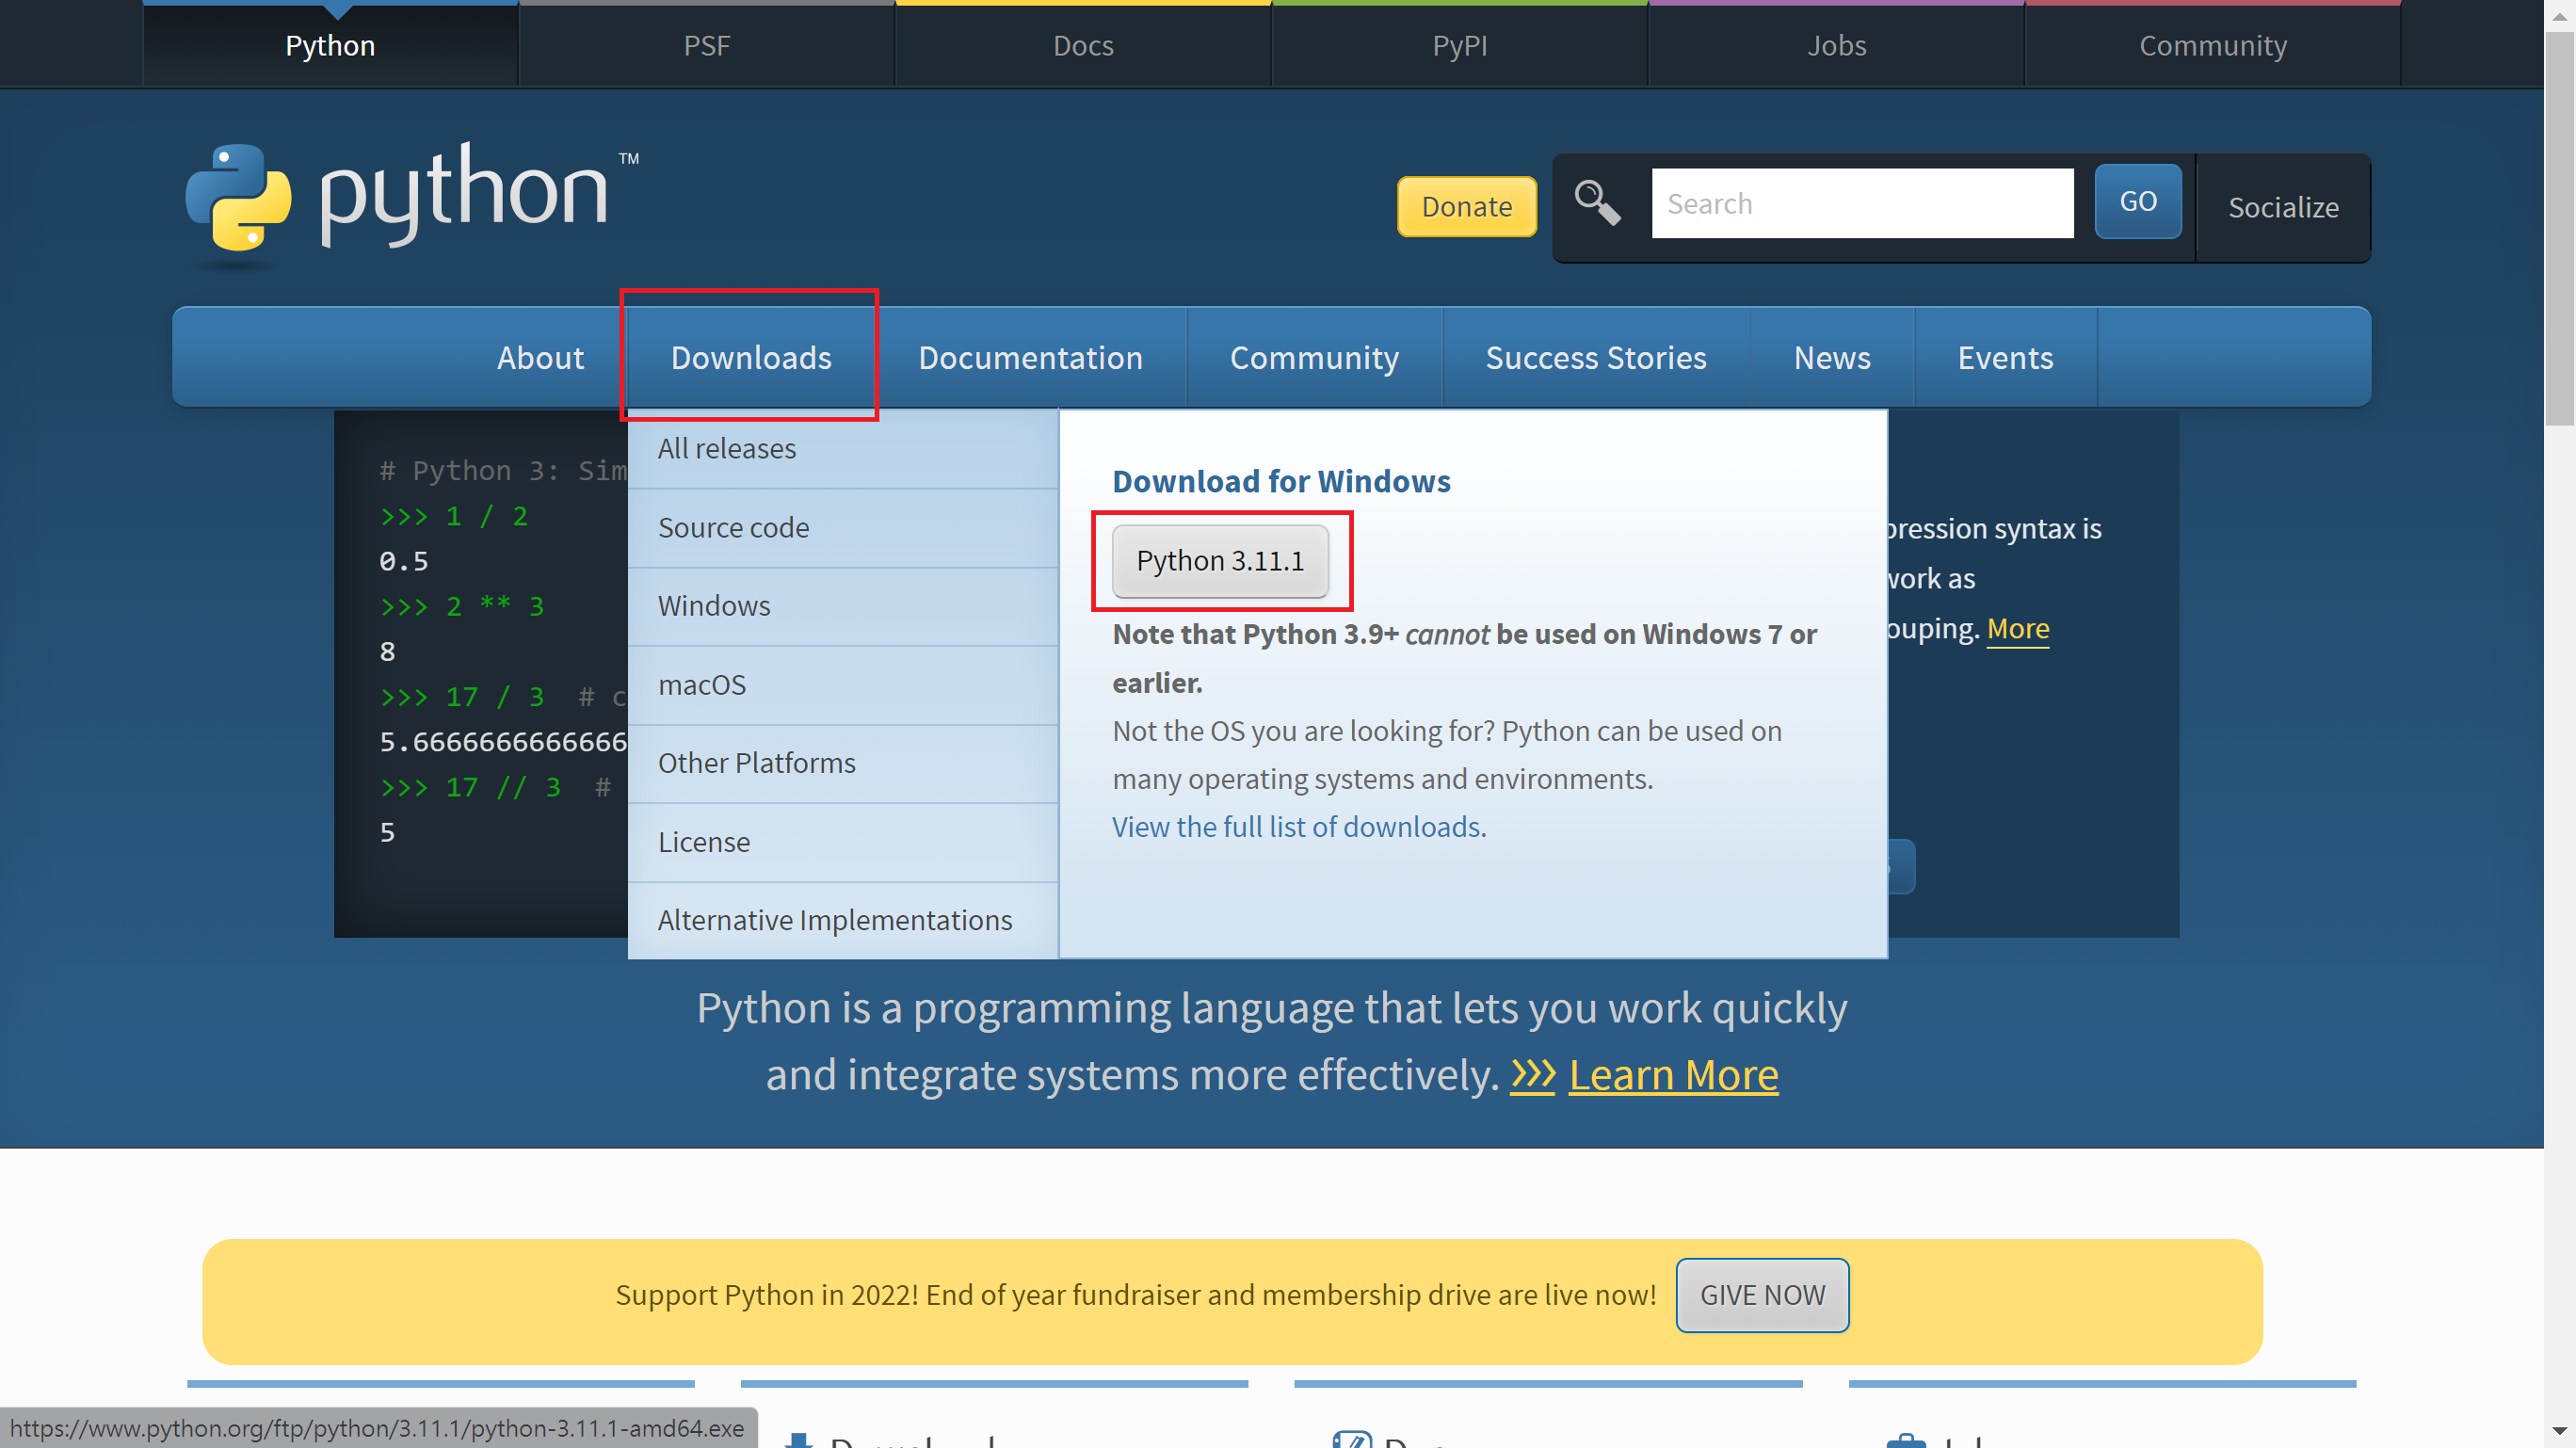 Python
PSF
Docs
PyPI
Jobs
Community
python TM
Donate
Search
GO
Socialize
About
Downloads
Documentation
Community
Success Stories
News
Events
# Python 3: Sim
>>> 1 / 2
0.5
>>> 2 ** 3
8
>>> 17 / 3 # c
5.6666666666666
>>> 17 // 3 #
5
All releases
Source code
Windows
macOS
Other Platforms
License
Alternative Implementations
Download for Windows
Python 3.11.1
Note that Python 3.9+ cannot be used on Windows 7 or
earlier.
Not the OS you are looking for? Python can be used on
many operating systems and environments.
View the full list of downloads.
pression syntax is
work as
ouping. More
Python is a programming language that lets you work quickly
and integrate systems more effectively. >>> Learn More
Support Python in 2022! End of year fundraiser and membership drive are live now!
GIVE NOW
https://www.python.org/ftp/python/3.11.1/python-3.11.1-amd64.exe